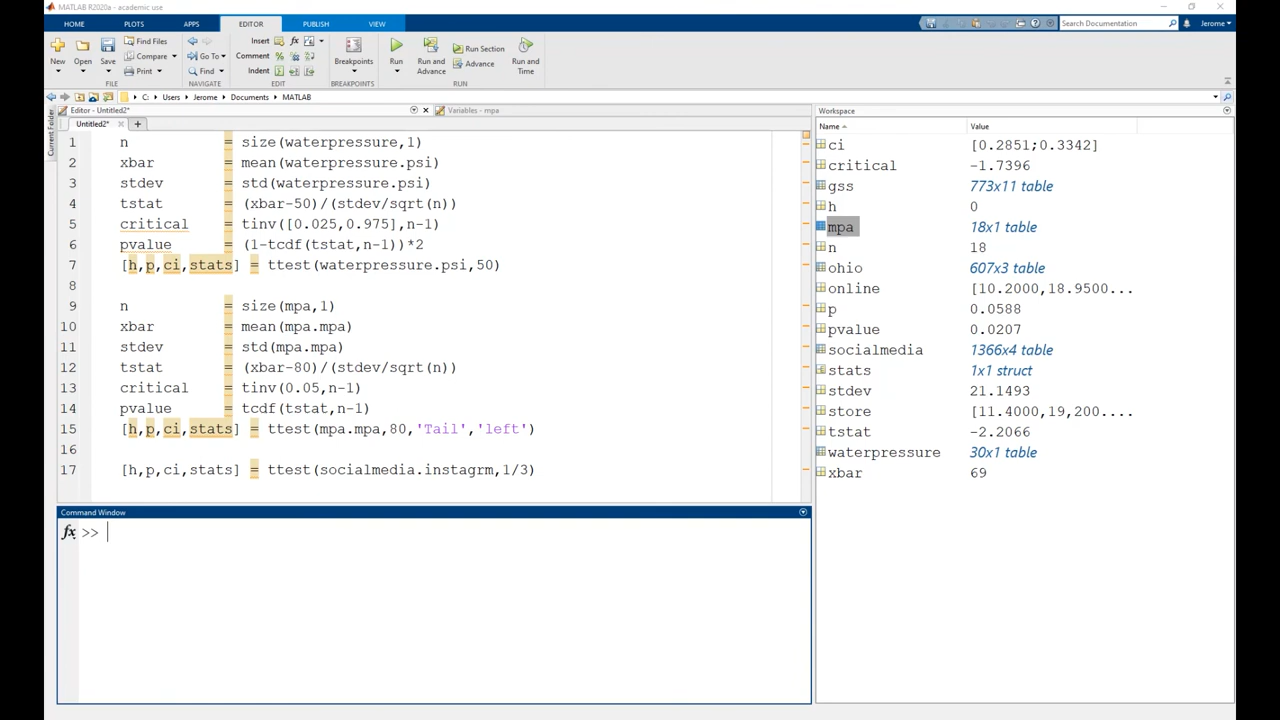 MATLAB R2020a - academic use
HOME PLOTS APPS EDITOR PUBLISH VIEW Search Documentation Jerome
New Open Save Find Files Compare Print Go To Find Insert Comment Indent fx Breakpoints Run Run and Advance Run Section Advance Run and Time
FILE NAVIGATE EDIT BREAKPOINTS RUN
C: Users Jerome Documents MATLAB
Current Folder
Editor - Untitled2* Variables - mpa
Untitled2*
1 n = size(waterpressure,1)
2 xbar = mean(waterpressure.psi)
3 stdev = std(waterpressure.psi)
4 tstat = (xbar-50)/(stdev/sqrt(n))
5 critical = tinv([0.025,0.975],n-1)
6 pvalue = (1-tcdf(tstat,n-1))*2
7 [h,p,ci,stats] = ttest(waterpressure.psi,50)
8
9 n = size(mpa,1)
10 xbar = mean(mpa.mpa)
11 stdev = std(mpa.mpa)
12 tstat = (xbar-80)/(stdev/sqrt(n))
13 critical = tinv(0.05,n-1)
14 pvalue = tcdf(tstat,n-1)
15 [h,p,ci,stats] = ttest(mpa.mpa,80,'Tail','left')
16
17 [h,p,ci,stats] = ttest(socialmedia.instagrm,1/3)
Command Window
fx >>
Workspace
Name Value
ci [0.2851;0.3342]
critical -1.7396
gss 773x11 table
h 0
mpa 18x1 table
n 18
ohio 607x3 table
online [10.2000,18.9500...
p 0.0588
pvalue 0.0207
socialmedia 1366x4 table
stats 1x1 struct
stdev 21.1493
store [11.4000,19,200....
tstat -2.2066
waterpressure 30x1 table
xbar 69